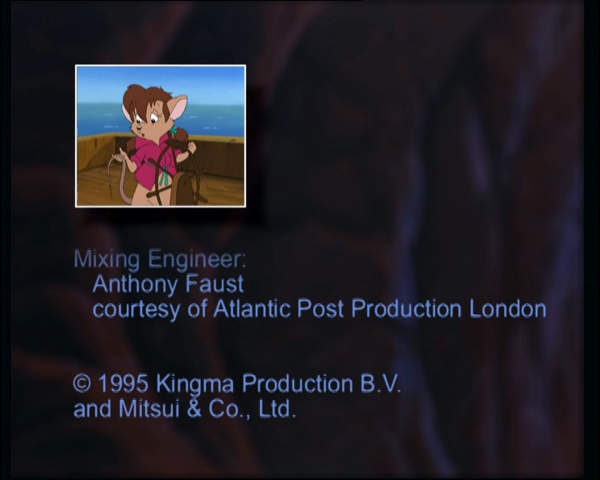 Mixing Engineer:
Anthony Faust
courtesy of Atlantic Post Production London
© 1995 Kingma Production B.V.
and Mitsui & Co., Ltd.